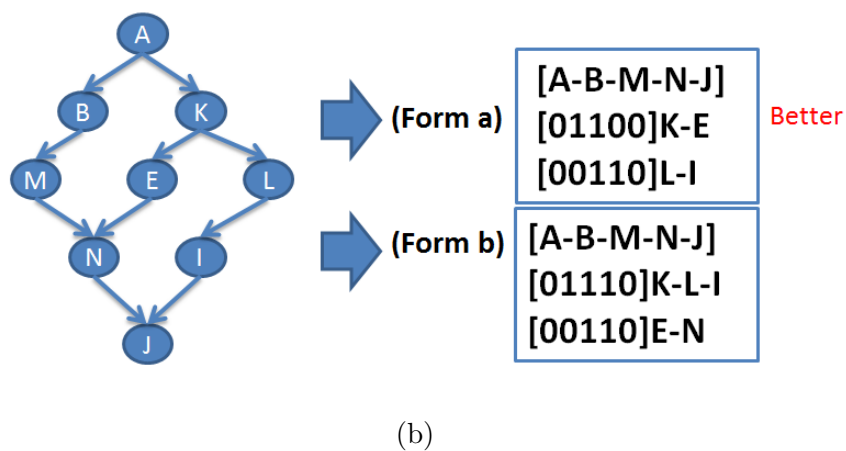 A
B
K
M
E
L
N
I
J
(Form a)
[A-B-M-N-J]
[01100]K-E
[00110]L-I
Better
(Form b)
[A-B-M-N-J]
[01110]K-L-I
[00110]E-N
(b)